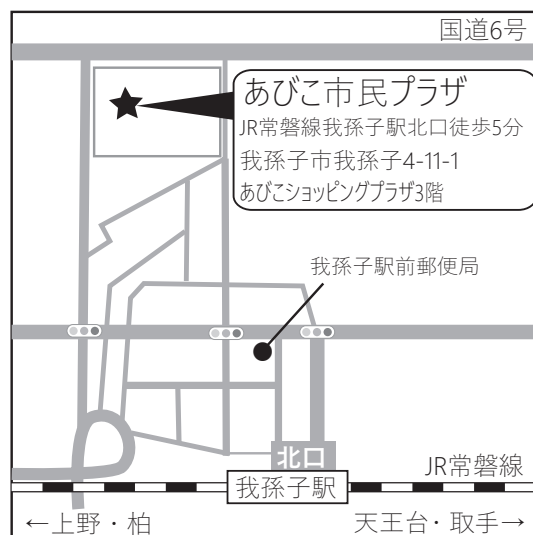 国道6号
あびこ市民プラザ
JR常磐線我孫子駅北口徒歩5分
我孫子市我孫子4-11-1
あびこショッピングプラザ3階
我孫子駅前郵便局
北口
JR常磐線
我孫子駅
←上野・柏
天王台・取手→